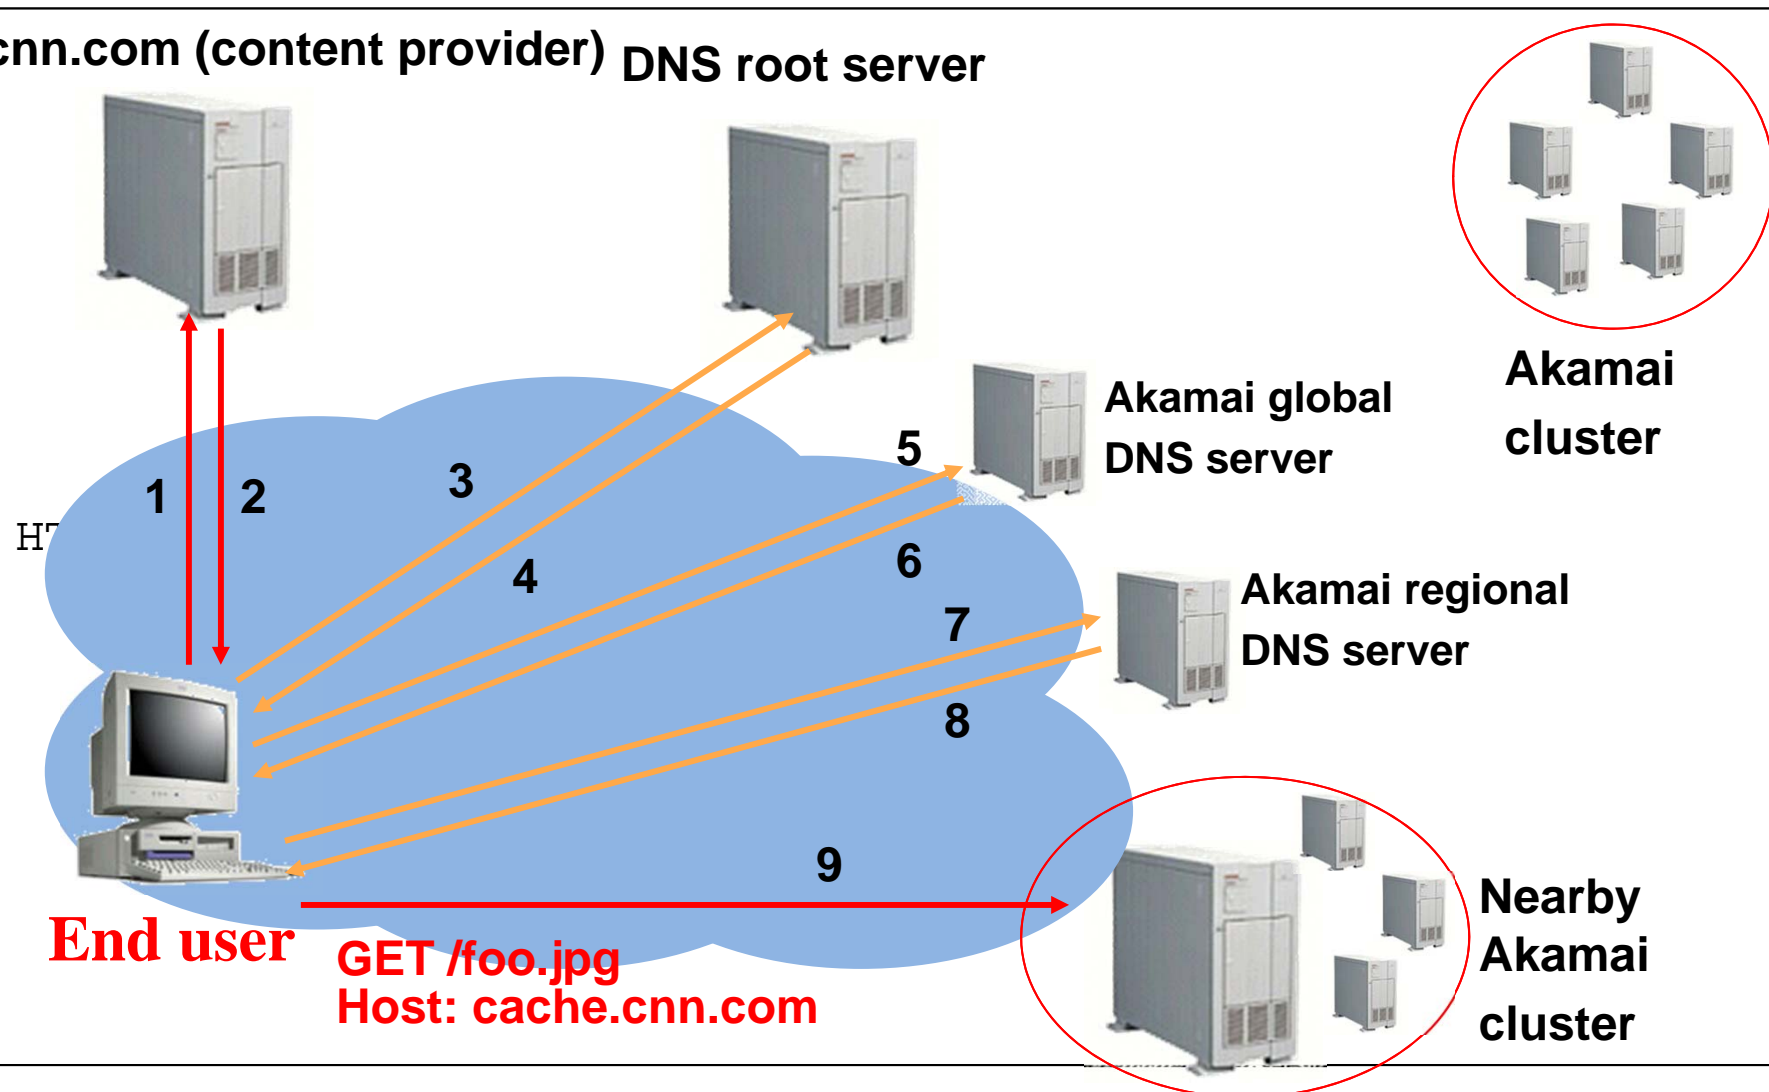 cnn.com (content provider)
DNS root server
Akamai
cluster
Akamai global
DNS server
1
2
3
4
5
6
HT
Akamai regional
DNS server
7
8
9
End user
GET /foo.jpg
Host: cache.cnn.com
Nearby
Akamai
cluster